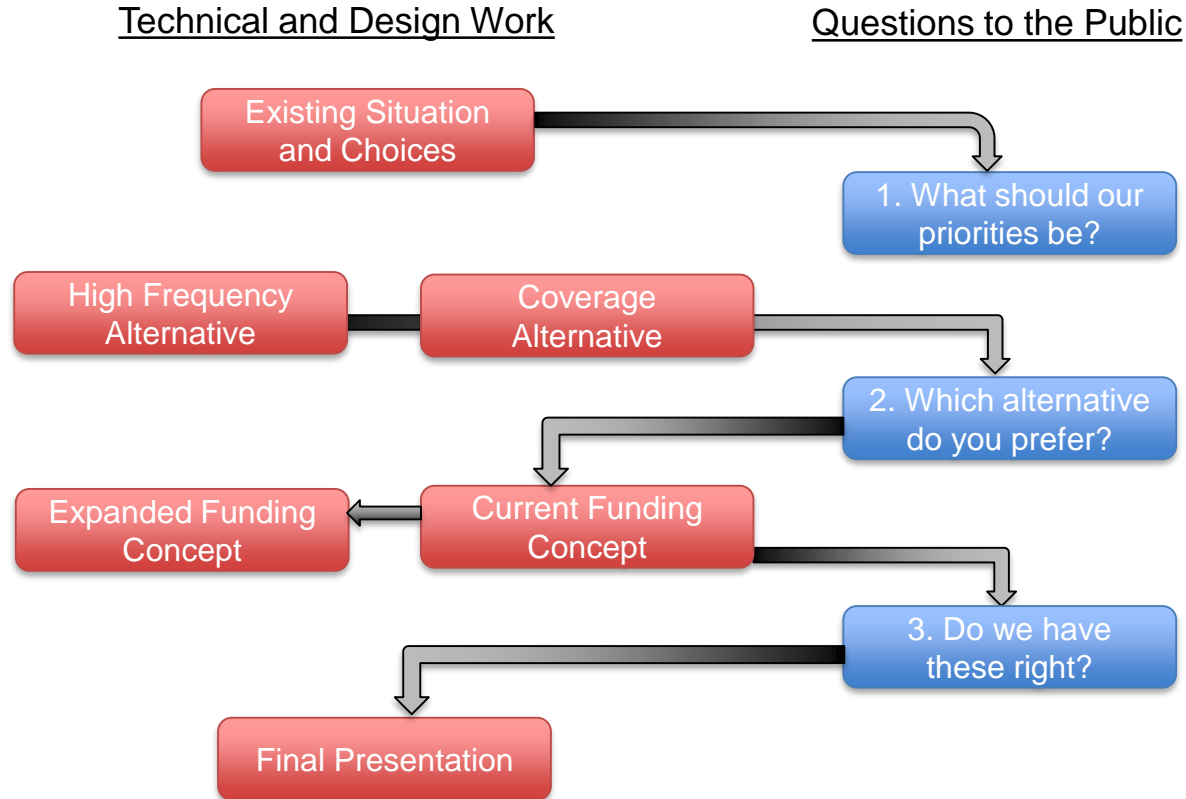 Technical and Design Work
Questions to the Public
Existing Situation
and Choices
1. What should our
priorities be?
High Frequency
Alternative
Coverage
Alternative
2. Which alternative
do you prefer?
Expanded Funding
Concept
Current Funding
Concept
3. Do we have
these right?
Final Presentation